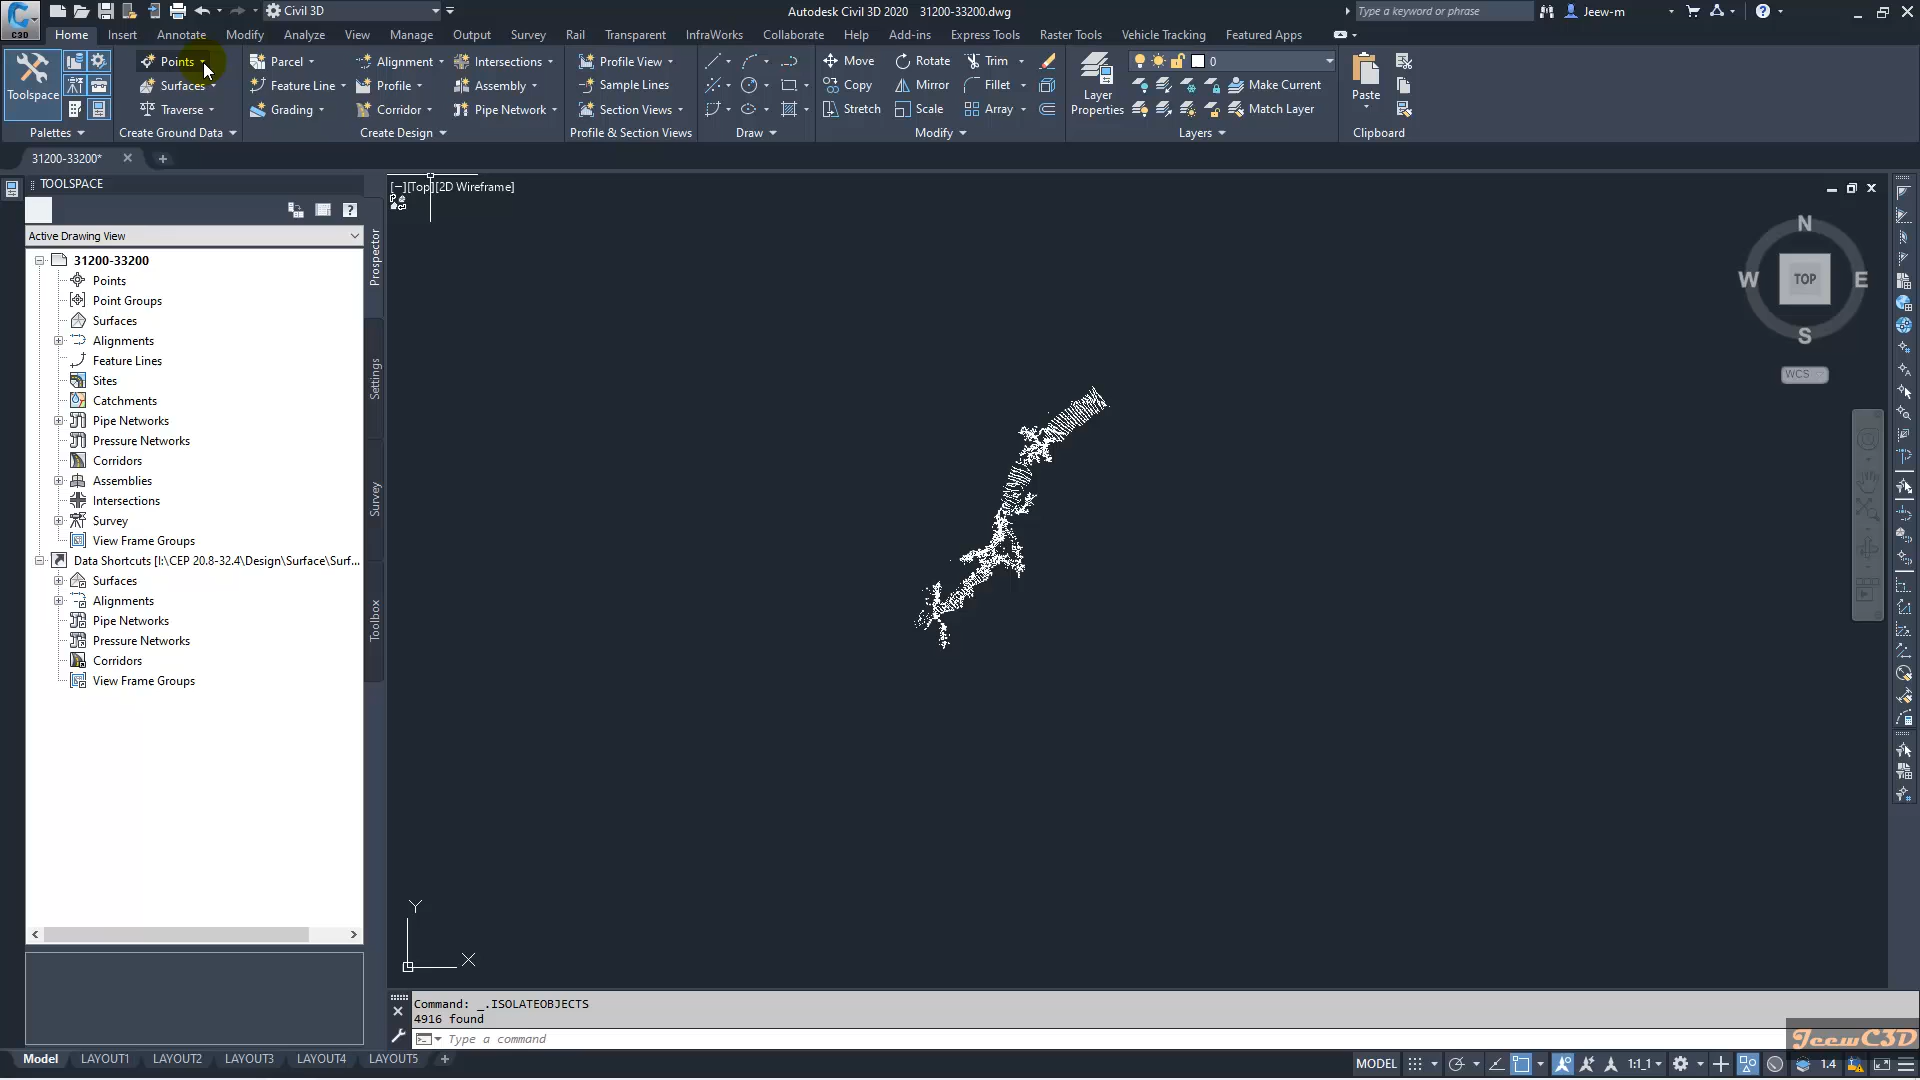 Civil 3D
Autodesk Civil 3D 2020 31200-33200.dwg
Type a keyword or phrase
Jeew-m
C3D
Home Insert Annotate Modify Analyze View Manage Output Survey Rail Transparent InfraWorks Collaborate Help Add-ins Express Tools Raster Tools Vehicle Tracking Featured Apps
Points Parcel Alignment Intersections Profile View Move Rotate Trim 0
Toolspace Surfaces Feature Line Profile Assembly Sample Lines Copy Mirror Fillet Layer Properties Make Current Paste
Traverse Grading Corridor Pipe Network Section Views Stretch Scale Array Match Layer
Palettes Create Ground Data Create Design Profile & Section Views Draw Modify Layers Clipboard
31200-33200*
TOOLSPACE
[−][Top][2D Wireframe]
Active Drawing View
31200-33200
Points
Point Groups
Surfaces
Alignments
Feature Lines
Sites
Catchments
Pipe Networks
Pressure Networks
Corridors
Assemblies
Intersections
Survey
View Frame Groups
Data Shortcuts [I:\CEP 20.8-32.4\Design\Surface\Surf...
Surfaces
Alignments
Pipe Networks
Pressure Networks
Corridors
View Frame Groups
Prospector
Settings
Survey
Toolbox
N
W TOP E
S
WCS
Y
X
Command: _.ISOLATEOBJECTS
4916 found
Type a command
JeewC3D
Model LAYOUT1 LAYOUT2 LAYOUT3 LAYOUT4 LAYOUT5
MODEL 1:1_1 1.4